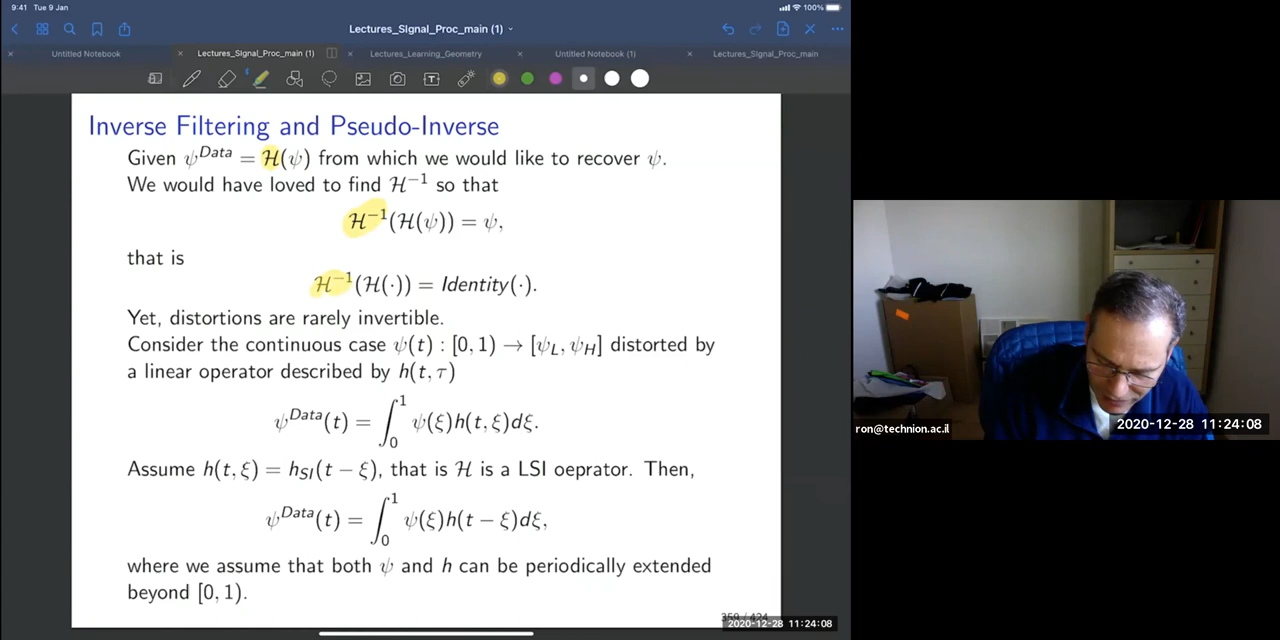 9:41 Tue 9 Jan
100%
Lectures_SIgnal_Proc_main (1)
Untitled Notebook
Lectures_SIgnal_Proc_main (1)
Lectures_Learning_Geometry
Untitled Notebook (1)
Lectures_SIgnal_Proc_main
Inverse Filtering and Pseudo-Inverse
Given ψ^Data = ℋ(ψ) from which we would like to recover ψ.
We would have loved to find ℋ⁻¹ so that
ℋ⁻¹(ℋ(ψ)) = ψ,
that is
ℋ⁻¹(ℋ(·)) = Identity(·).
Yet, distortions are rarely invertible.
Consider the continuous case ψ(t) : [0, 1) → [ψ_L, ψ_H] distorted by
a linear operator described by h(t, τ)
ψ^Data(t) = ∫₀¹ ψ(ξ)h(t, ξ)dξ.
Assume h(t, ξ) = h_SI(t − ξ), that is ℋ is a LSI oeprator. Then,
ψ^Data(t) = ∫₀¹ ψ(ξ)h(t − ξ)dξ,
where we assume that both ψ and h can be periodically extended
beyond [0, 1).
359 / 424
2020-12-28 11:24:08
ron@technion.ac.il
2020-12-28 11:24:08